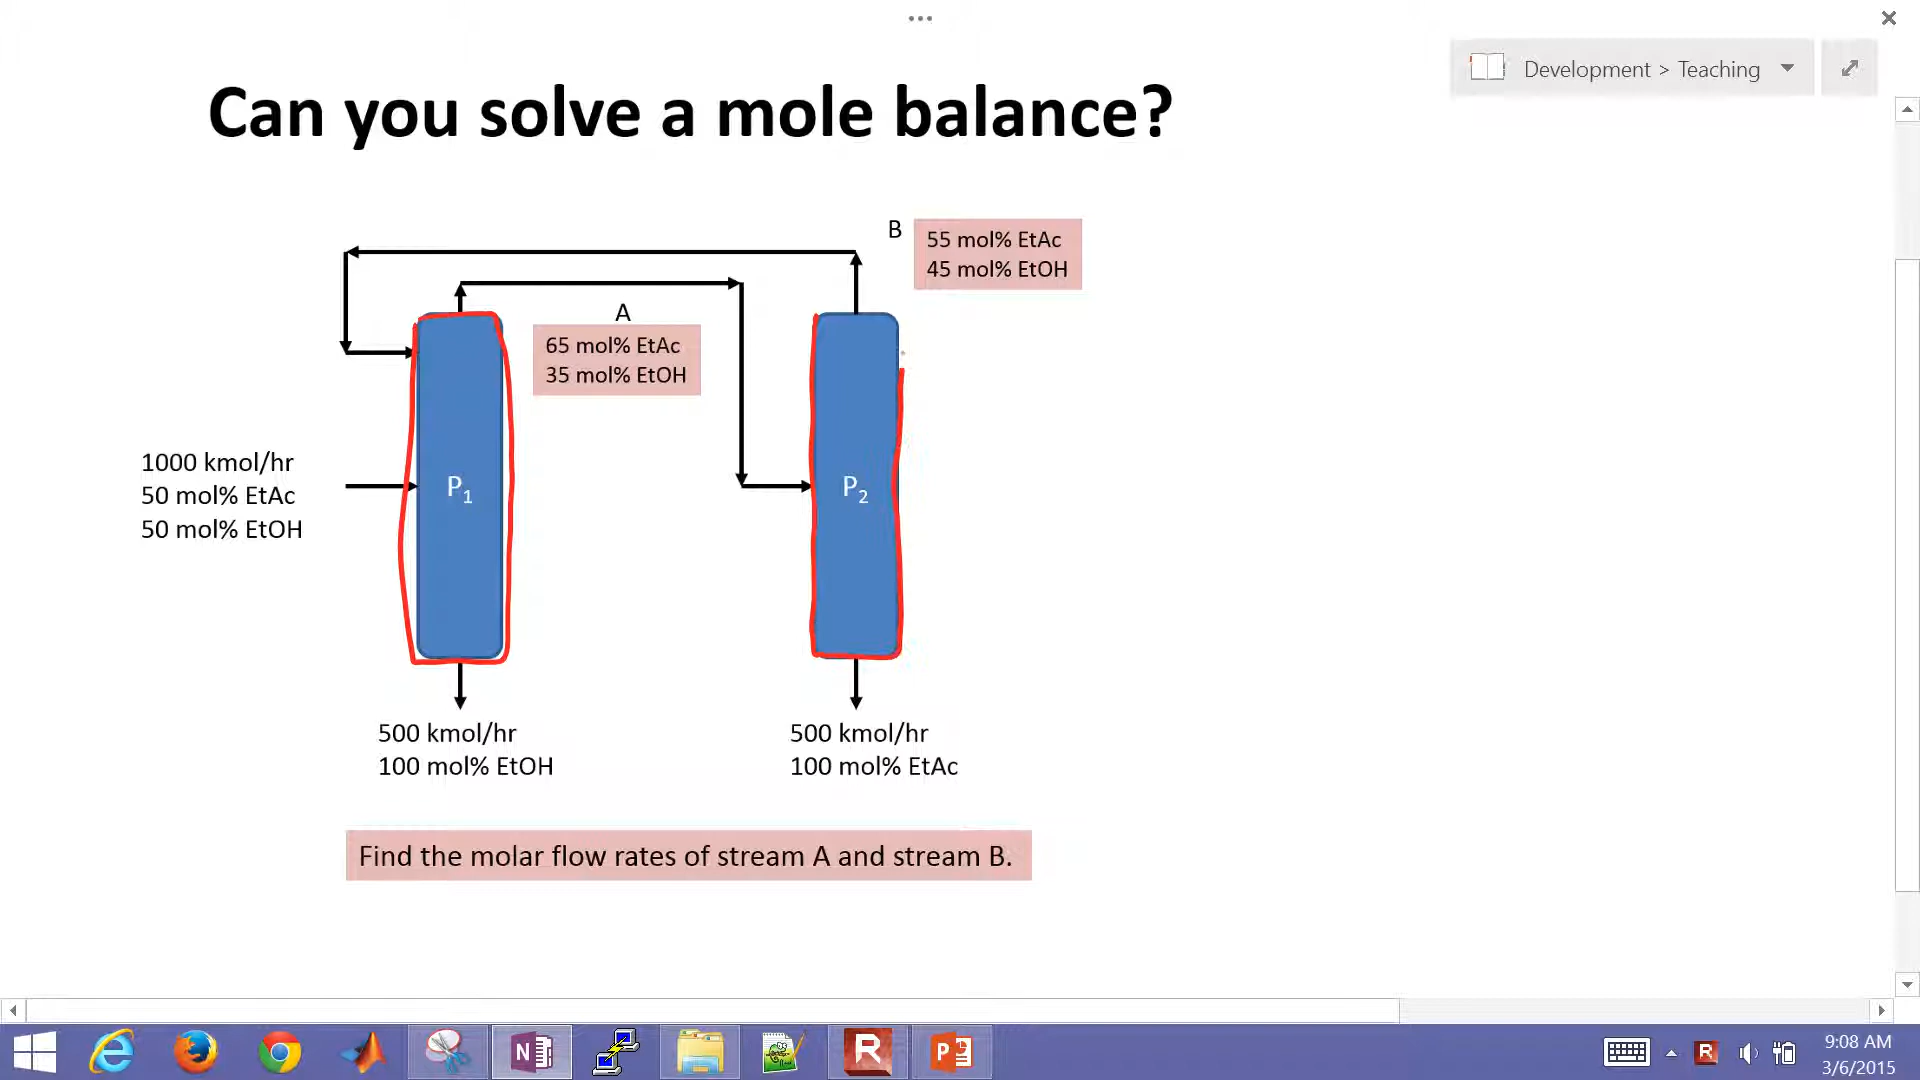 Can you solve a mole balance?
Development > Teaching
B
55 mol% EtAc
45 mol% EtOH
A
65 mol% EtAc
35 mol% EtOH
1000 kmol/hr
50 mol% EtAc
50 mol% EtOH
P1
P2
500 kmol/hr
100 mol% EtOH
500 kmol/hr
100 mol% EtAc
Find the molar flow rates of stream A and stream B.
9:08 AM
3/6/2015